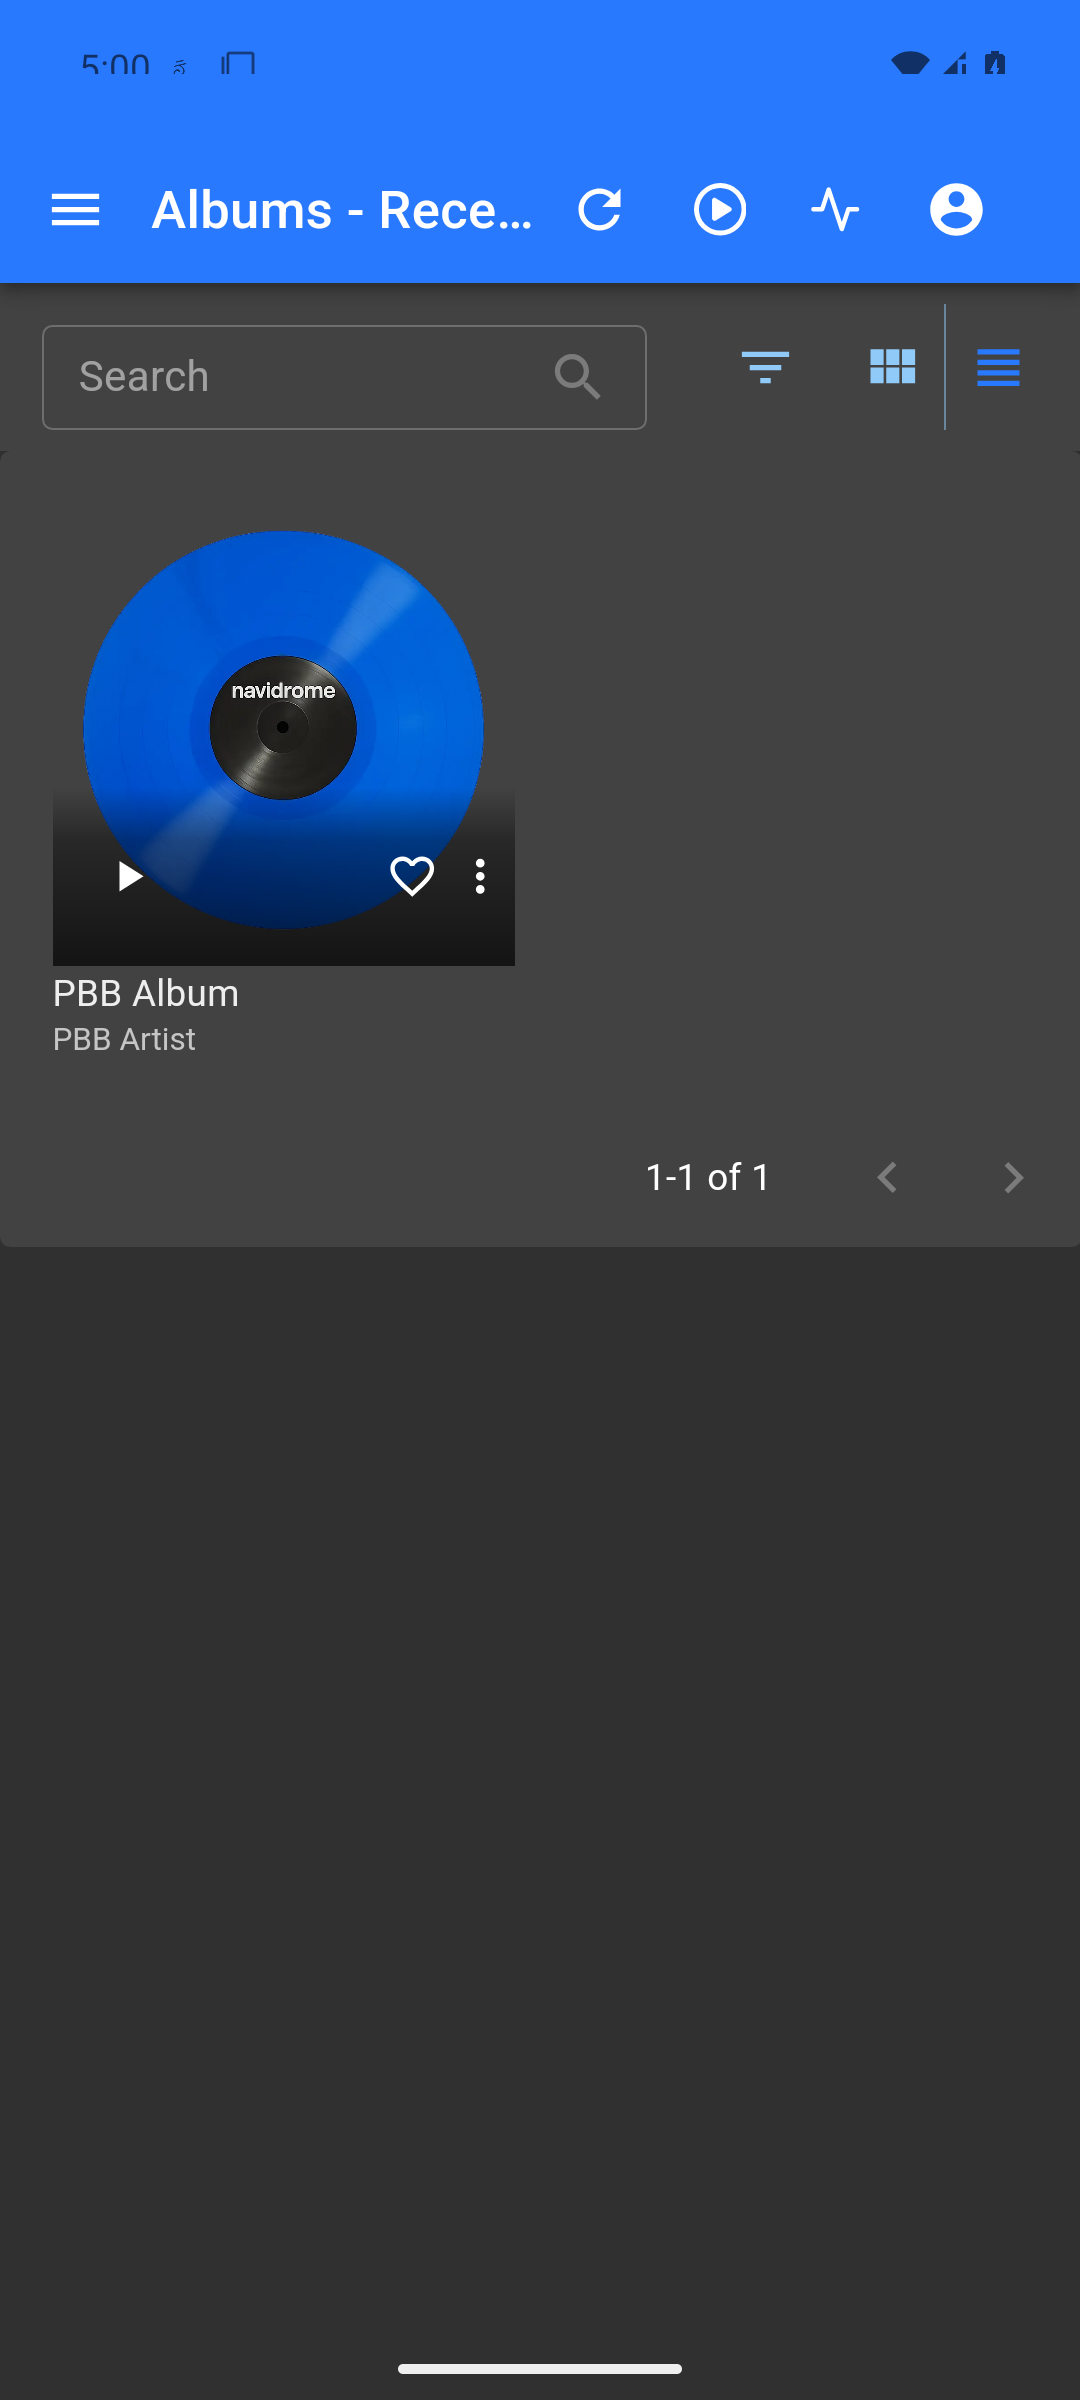 5:00
Albums - Rece...
Search
navidrome
PBB Album
PBB Artist
1-1 of 1